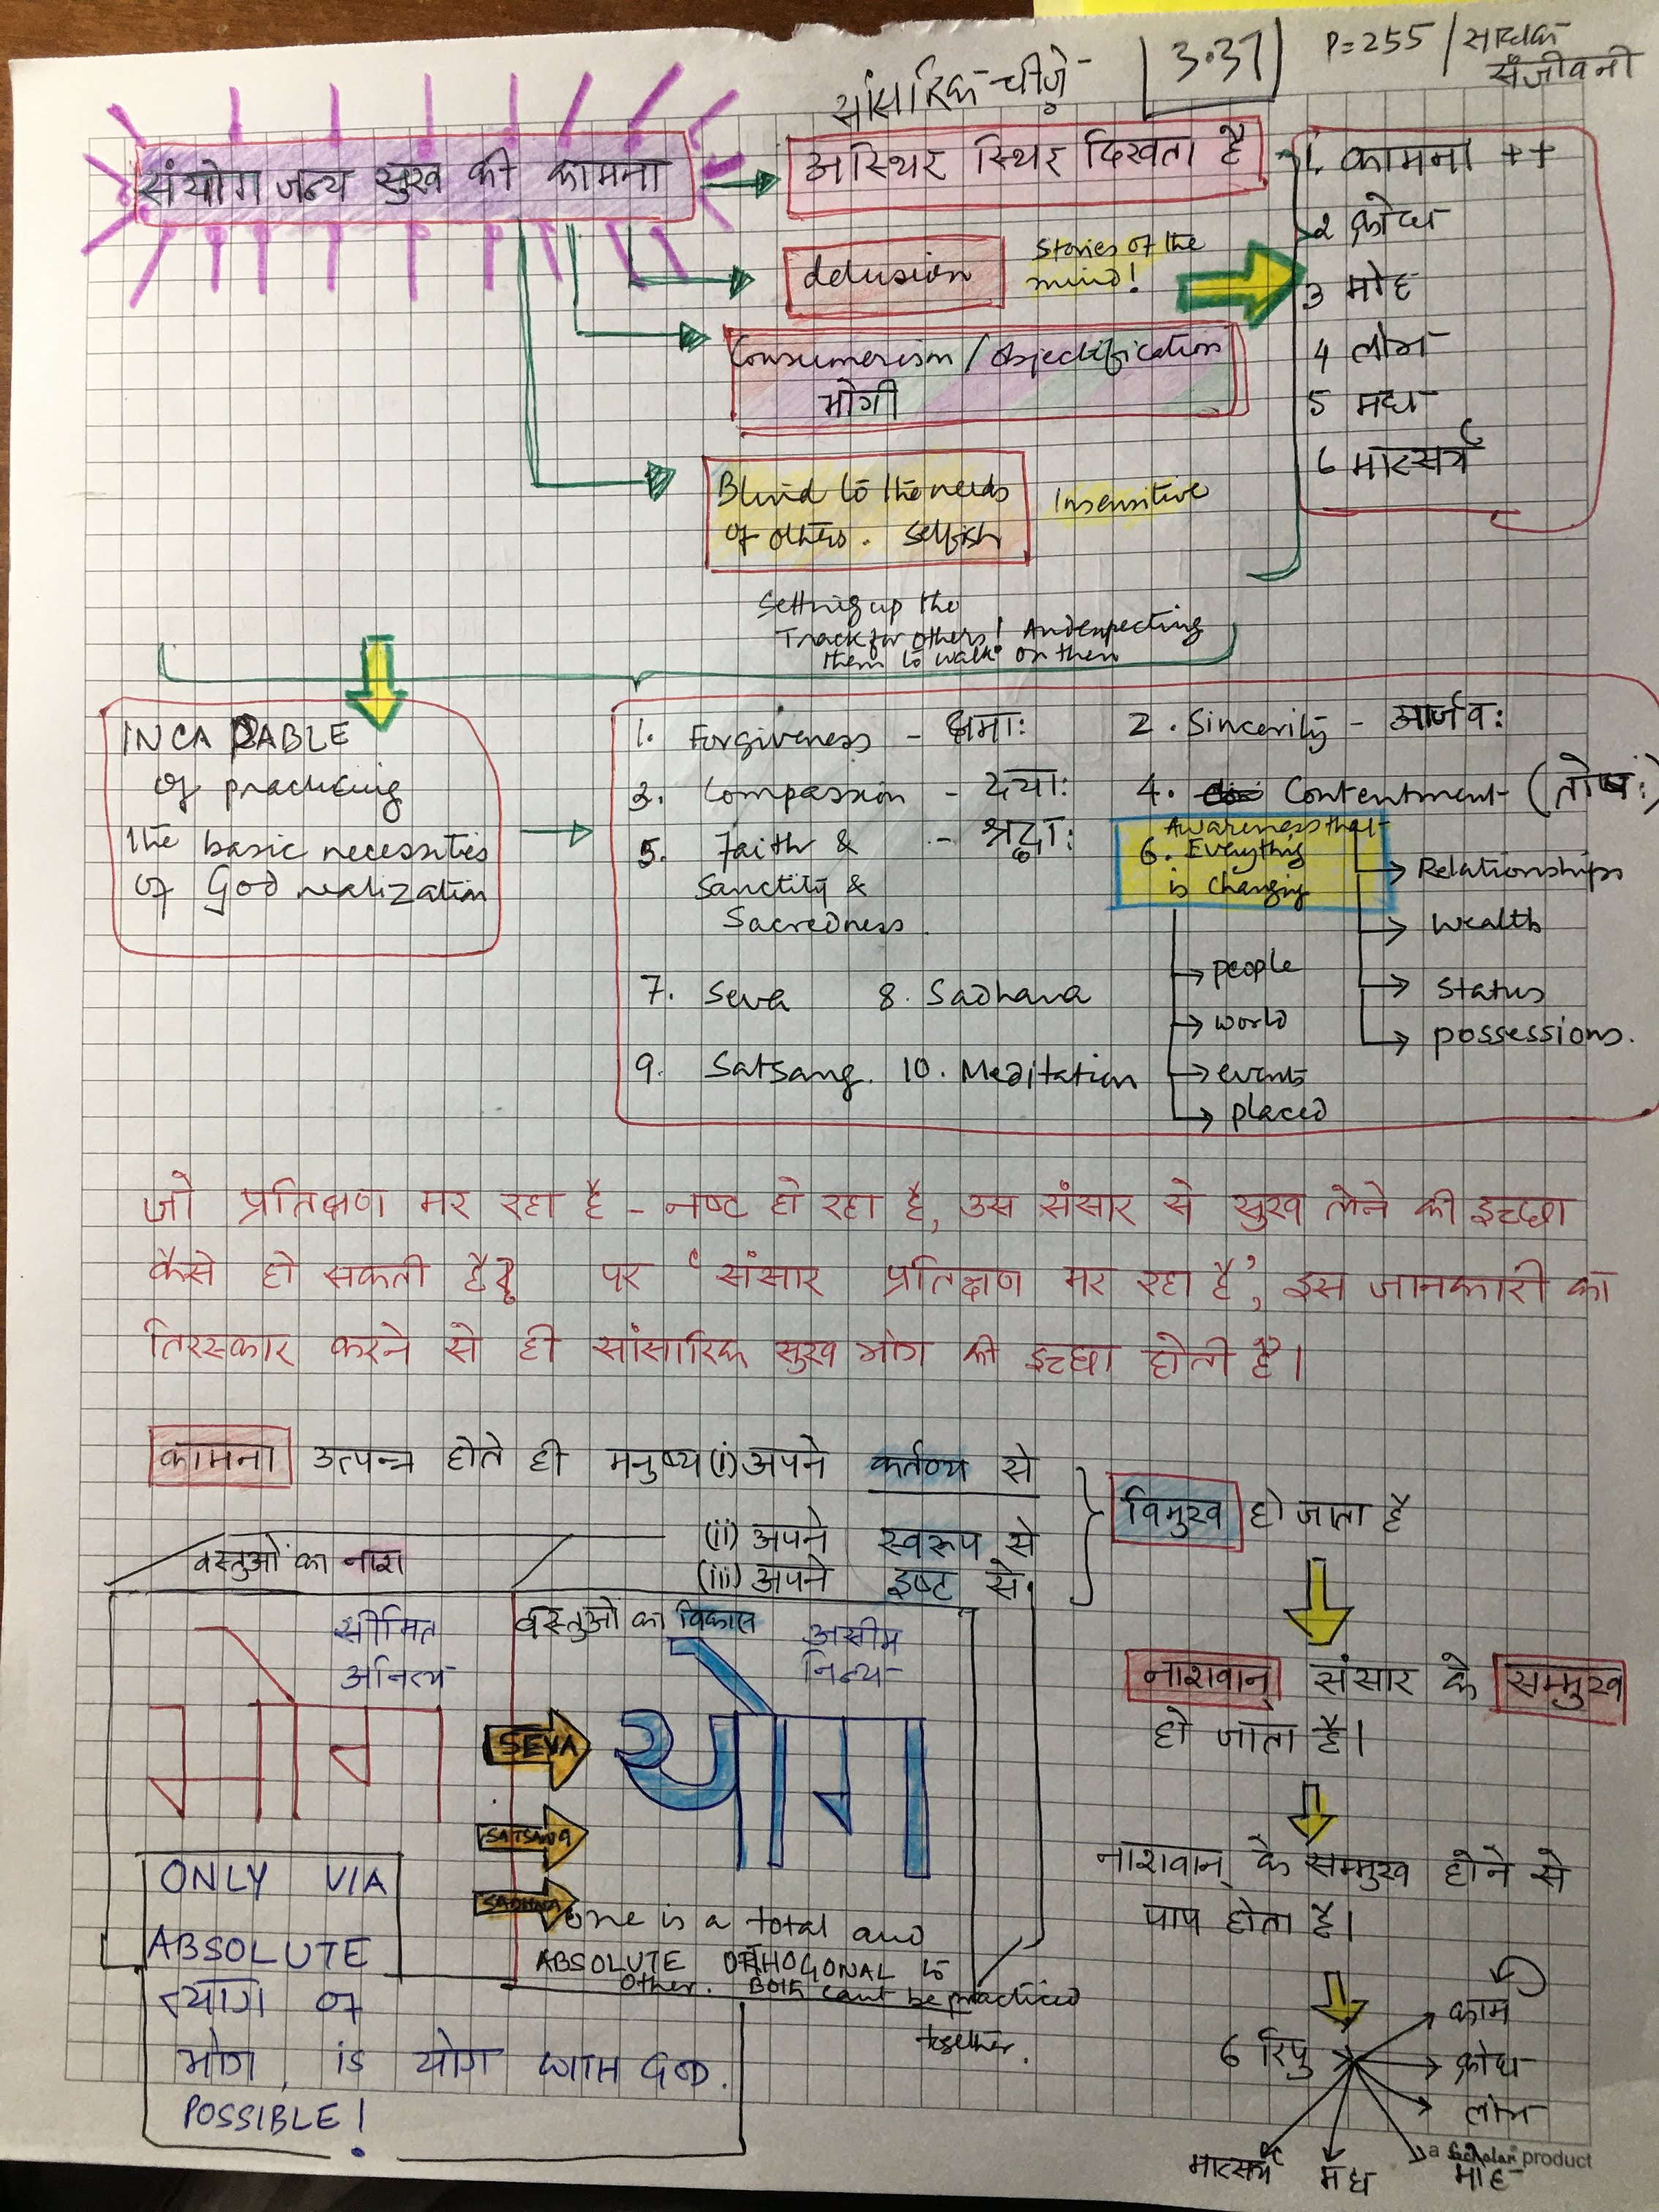 सांसारिक चीज़े
3.37
P=255 / साधक
संजीवनी
संयोग जन्य सुख की कामना
अस्थिर स्थिर दिखता है
delusion
Stories of the
mind!
Consumerism / objectification
भोगी
Blind to the needs
of others. Selfish
Insensitive
1. कामना ++
2 क्रोध
3 मोह
4 लोभ
5 मद्य
6 मात्सर्य
Setting up the
Track for others! And expecting
them to walk on them
INCAPABLE
of practicing
the basic necessities
of God realization
1. Forgiveness - क्षमा:
2. Sincerity - आर्जव:
3. Compassion - दया:
4. Contentment (तोष:)
5. Faith & - श्रद्धा:
Sanctity &
Sacredness.
Awareness that
6. Everything
is changing
Relationships
Wealth
Status
possessions.
people
world
events
placed
7. Seva 8. Sadhana
9. Satsang. 10. Meditation
जो प्रतिक्षण मर रहा है - नष्ट हो रहा है, उस संसार से सुख लेने की इच्छा
कैसे हो सकती है? पर 'संसार प्रतिक्षण मर रहा है', इस जानकारी का
तिरस्कार करने से ही सांसारिक सुख भोग की इच्छा होती है।
कामना उत्पन्न होते ही मनुष्य (i) अपने कर्तव्य से
(ii) अपने स्वरूप से
(iii) अपने इष्ट से.
विमुख हो जाता है
नाशवान् संसार के सम्मुख
हो जाता है।
नाशवान् के सम्मुख होने से
पाप होता है।
6 रिपु
काम
क्रोध
लोभ
मोह
मद्य
मात्सर्य
वस्तुओं का नाश
सीमित
अनित्य
भोग
वस्तुओं का विकास
असीम
नित्य
योग
SEVA
SATSANG
SADHANA
One is a total and
ABSOLUTE ORTHOGONAL to
Other. Both cant be practiced
together.
ONLY VIA
ABSOLUTE
त्याग of
भोग, is योग with GOD.
POSSIBLE!
a Scholar product